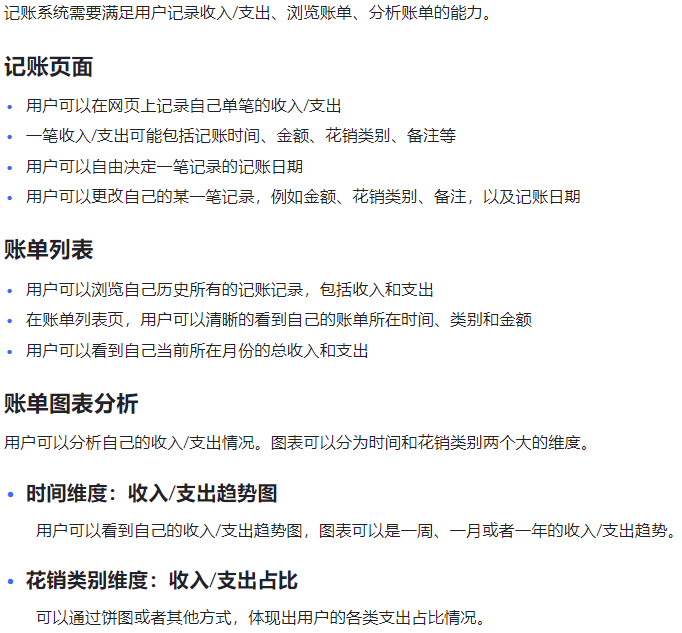 记账系统需要满足用户记录收入/支出、浏览账单、分析账单的能力。
记账页面
用户可以在网页上记录自己单笔的收入/支出
一笔收入/支出可能包括记账时间、金额、花销类别、备注等
用户可以自由决定一笔记录的记账日期
用户可以更改自己的某一笔记录，例如金额、花销类别、备注，以及记账日期
账单列表
用户可以浏览自己历史所有的记账记录，包括收入和支出
在账单列表页，用户可以清晰的看到自己的账单所在时间、类别和金额
用户可以看到自己当前所在月份的总收入和支出
账单图表分析
用户可以分析自己的收入/支出情况。图表可以分为时间和花销类别两个大的维度。
时间维度：收入/支出趋势图
用户可以看到自己的收入/支出趋势图，图表可以是一周、一月或者一年的收入/支出趋势。
花销类别维度：收入/支出占比
可以通过饼图或者其他方式，体现出用户的各类支出占比情况。